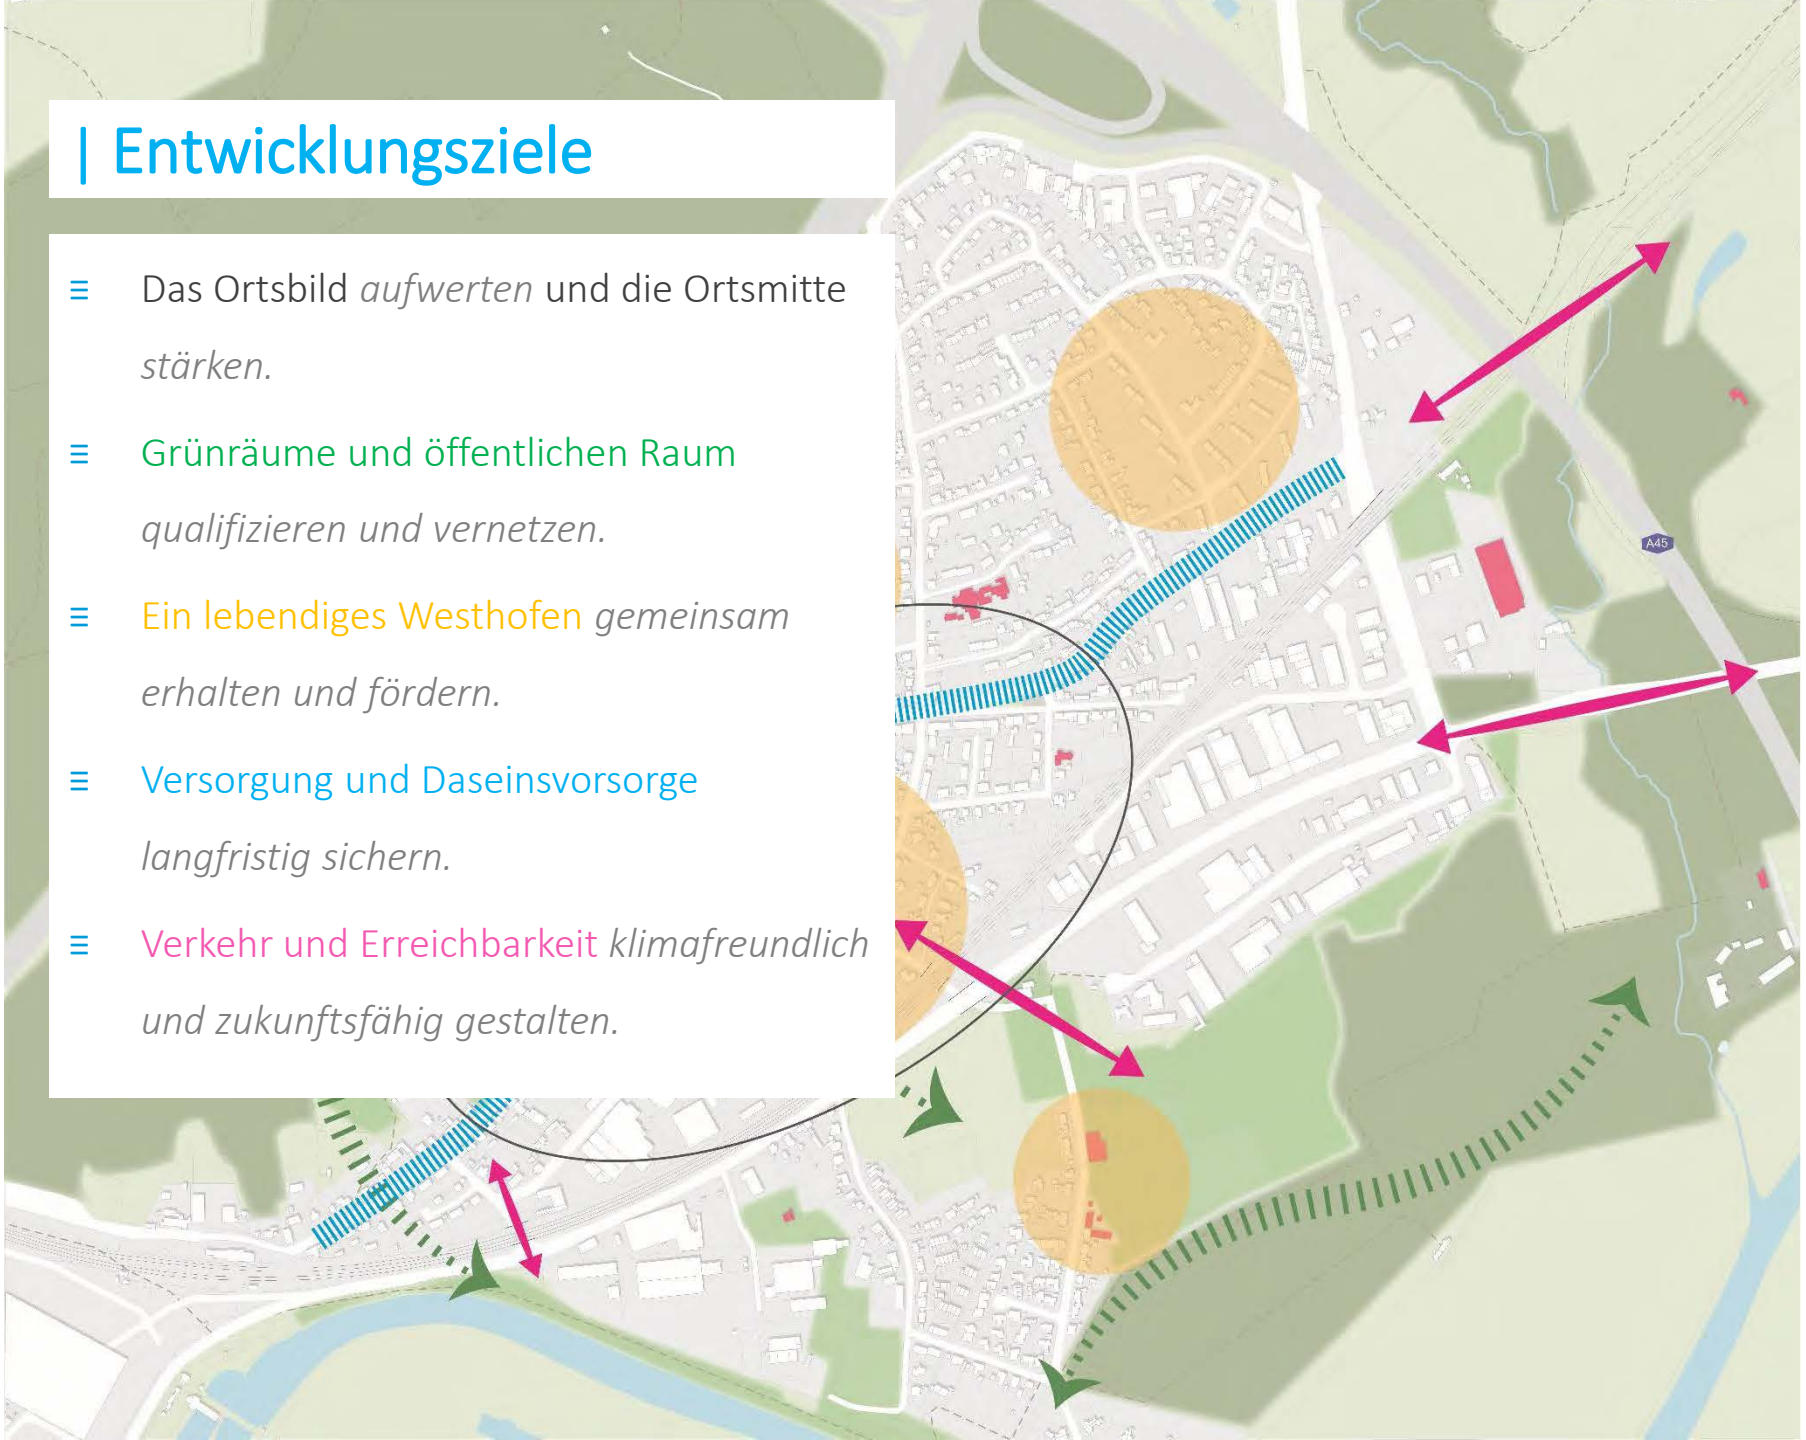 | Entwicklungsziele
Das Ortsbild aufwerten und die Ortsmitte
stärken.
Grünräume und öffentlichen Raum
qualifizieren und vernetzen.
Ein lebendiges Westhofen gemeinsam
erhalten und fördern.
Versorgung und Daseinsvorsorge
langfristig sichern.
Verkehr und Erreichbarkeit klimafreundlich
und zukunftsfähig gestalten.
A45